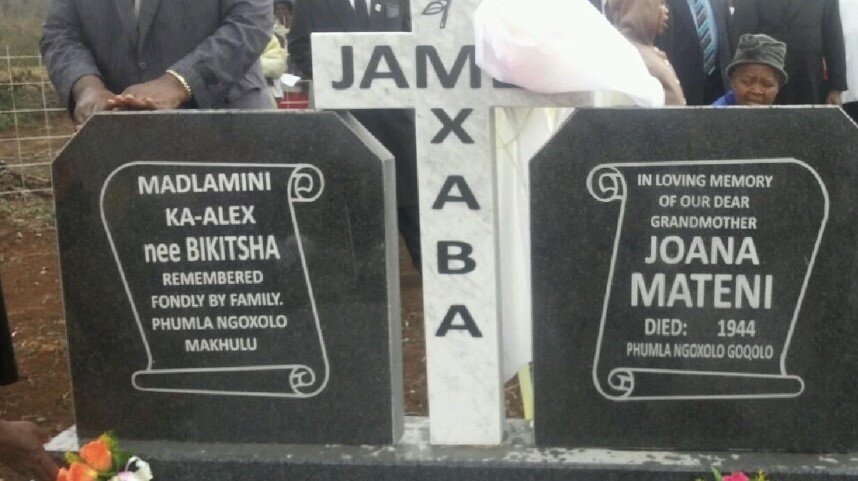 MADLAMINI
KA-ALEX
nee BIKITSHA
REMEMBERED
FONDLY BY FAMILY.
PHUMLA NGOXOLO
MAKHULU
JAM
XABA
IN LOVING MEMORY
OF OUR DEAR
GRANDMOTHER
JOANA
MATENI
DIED: 1944
PHUMLA NGOXOLO GOQOLO